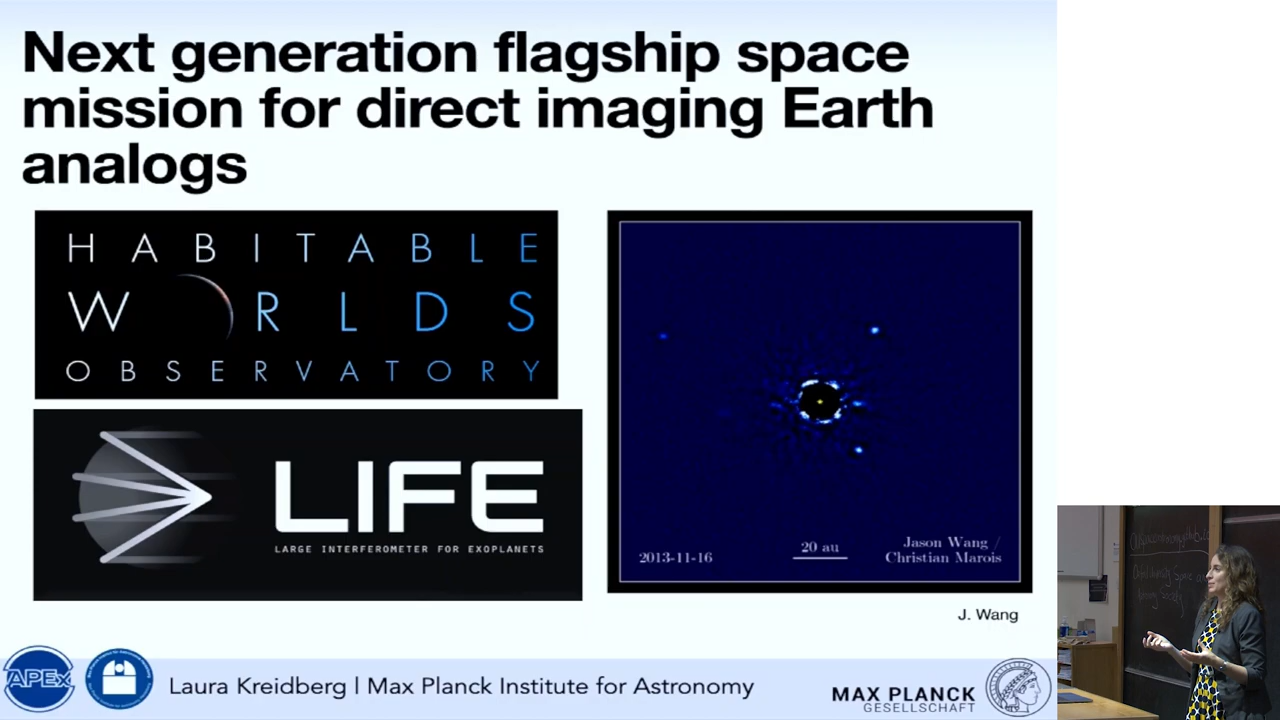 Next generation flagship space
mission for direct imaging Earth
analogs
HABITABLE
W RLDS
OBSERVATORY
LIFE
LARGE INTERFEROMETER FOR EXOPLANETS
2013-11-16
20 au
Jason Wang /
Christian Marois
J. Wang
APEx
Laura Kreidberg | Max Planck Institute for Astronomy
MAX PLANCK
GESELLSCHAFT